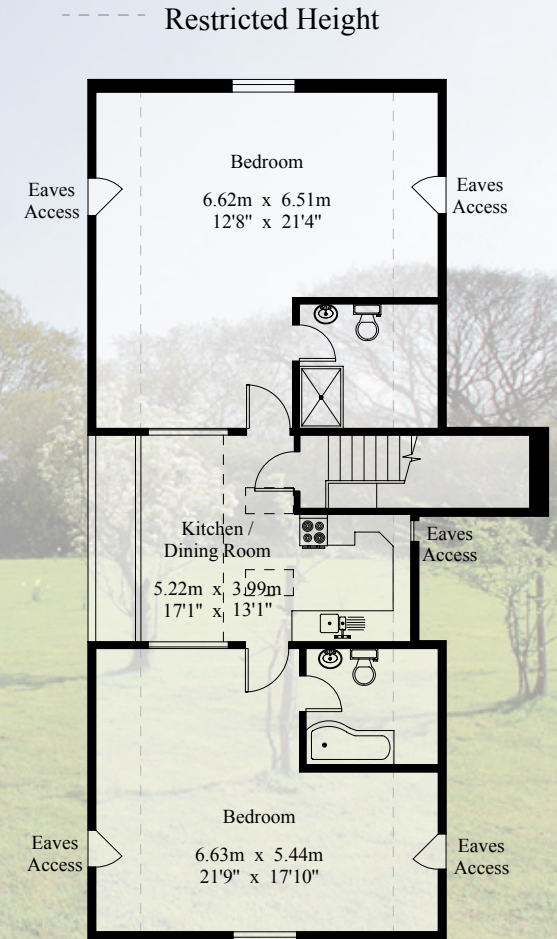 Restricted Height
Bedroom
6.62m x 6.51m
12'8" x 21'4"
Eaves
Access
Eaves
Access
Kitchen /
Dining Room
5.22m x 3.99m
17'1" x 13'1"
Eaves
Access
Bedroom
6.63m x 5.44m
21'9" x 17'10"
Eaves
Access
Eaves
Access